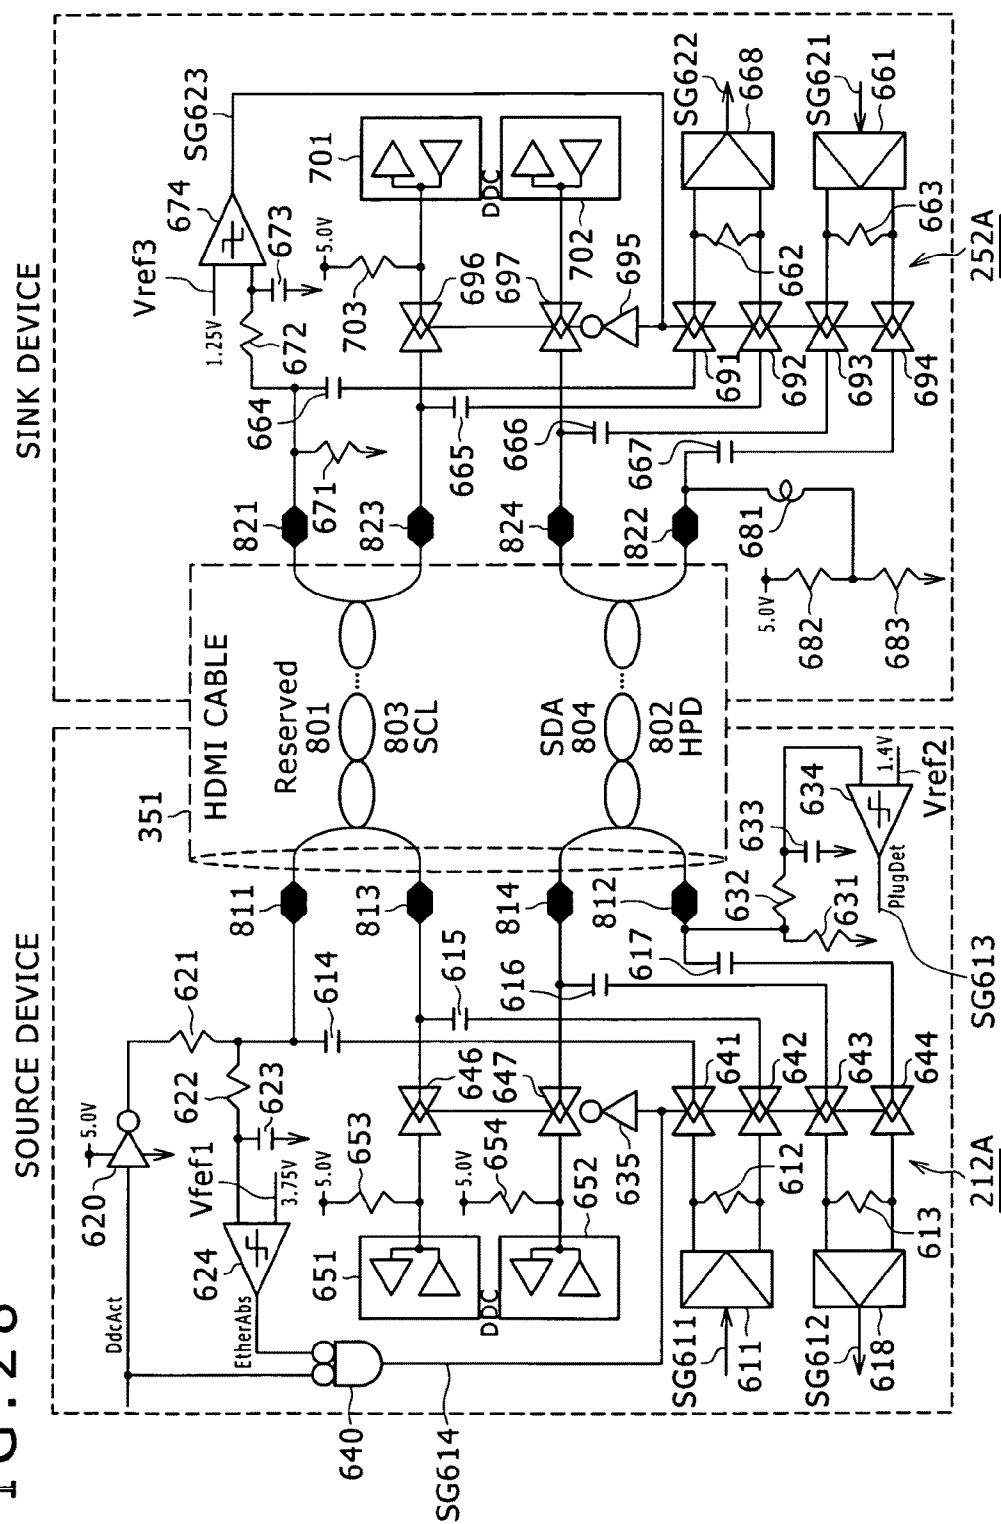 FIG. 28
SOURCE DEVICE
SINK DEVICE
DdcAct
620
5.0V
621
622
623
Vfef1
3.75V
624
EtherAbs
640
SG614
614
811
813
814
812
615
616
617
646
647
653
5.0V
654
5.0V
651
DDC
652
635
641
642
643
644
612
613
SG611
611
SG612
618
212A
631
632
633
634
1.4V
Vref2
PlugDet
SG613
351
HDMI CABLE
Reserved
801
803
SCL
SDA
804
802
HPD
821
823
824
822
671
664
665
666
667
672
673
674
Vref3
1.25V
SG623
703
5.0V
701
DDC
702
696
697
695
691
692
693
694
662
663
SG622
668
SG621
661
252A
681
5.0V
682
683